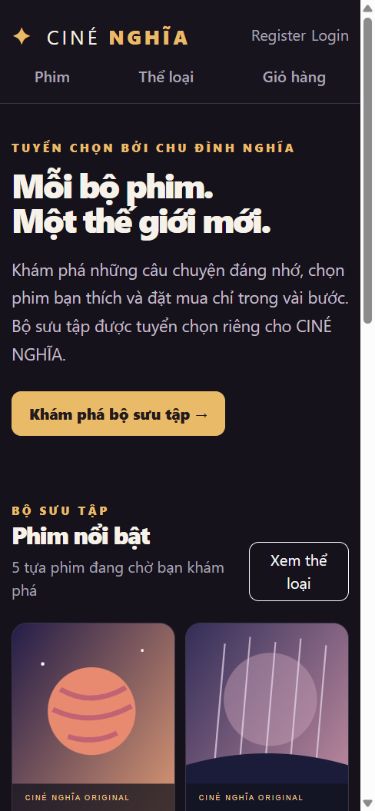 ✦ CINÉ NGHĨA
Register Login
Phim Thể loại Giỏ hàng
TUYỂN CHỌN BỞI CHU ĐÌNH NGHĨA
Mỗi bộ phim.
Một thế giới mới.
Khám phá những câu chuyện đáng nhớ, chọn
phim bạn thích và đặt mua chỉ trong vài bước.
Bộ sưu tập được tuyển chọn riêng cho CINÉ
NGHĨA.
Khám phá bộ sưu tập →
BỘ SƯU TẬP
Phim nổi bật
5 tựa phim đang chờ bạn khám
phá
Xem thể
loại
CINÉ NGHĨA ORIGINAL
CINÉ NGHĨA ORIGINAL